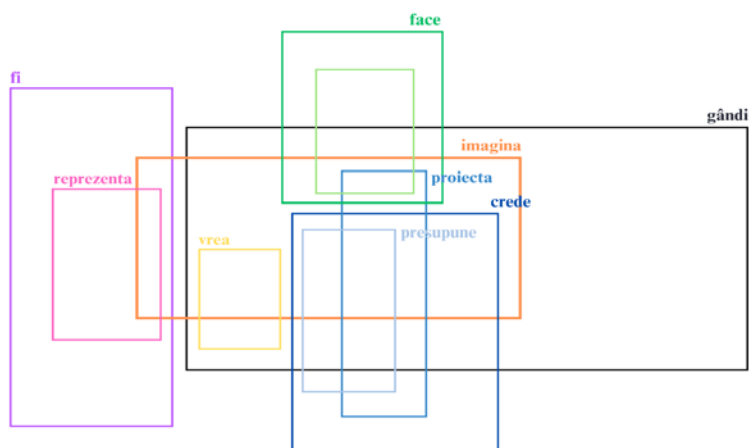 face
fi
gândi
imagina
reprezenta
proiecta
crede
presupune
vrea